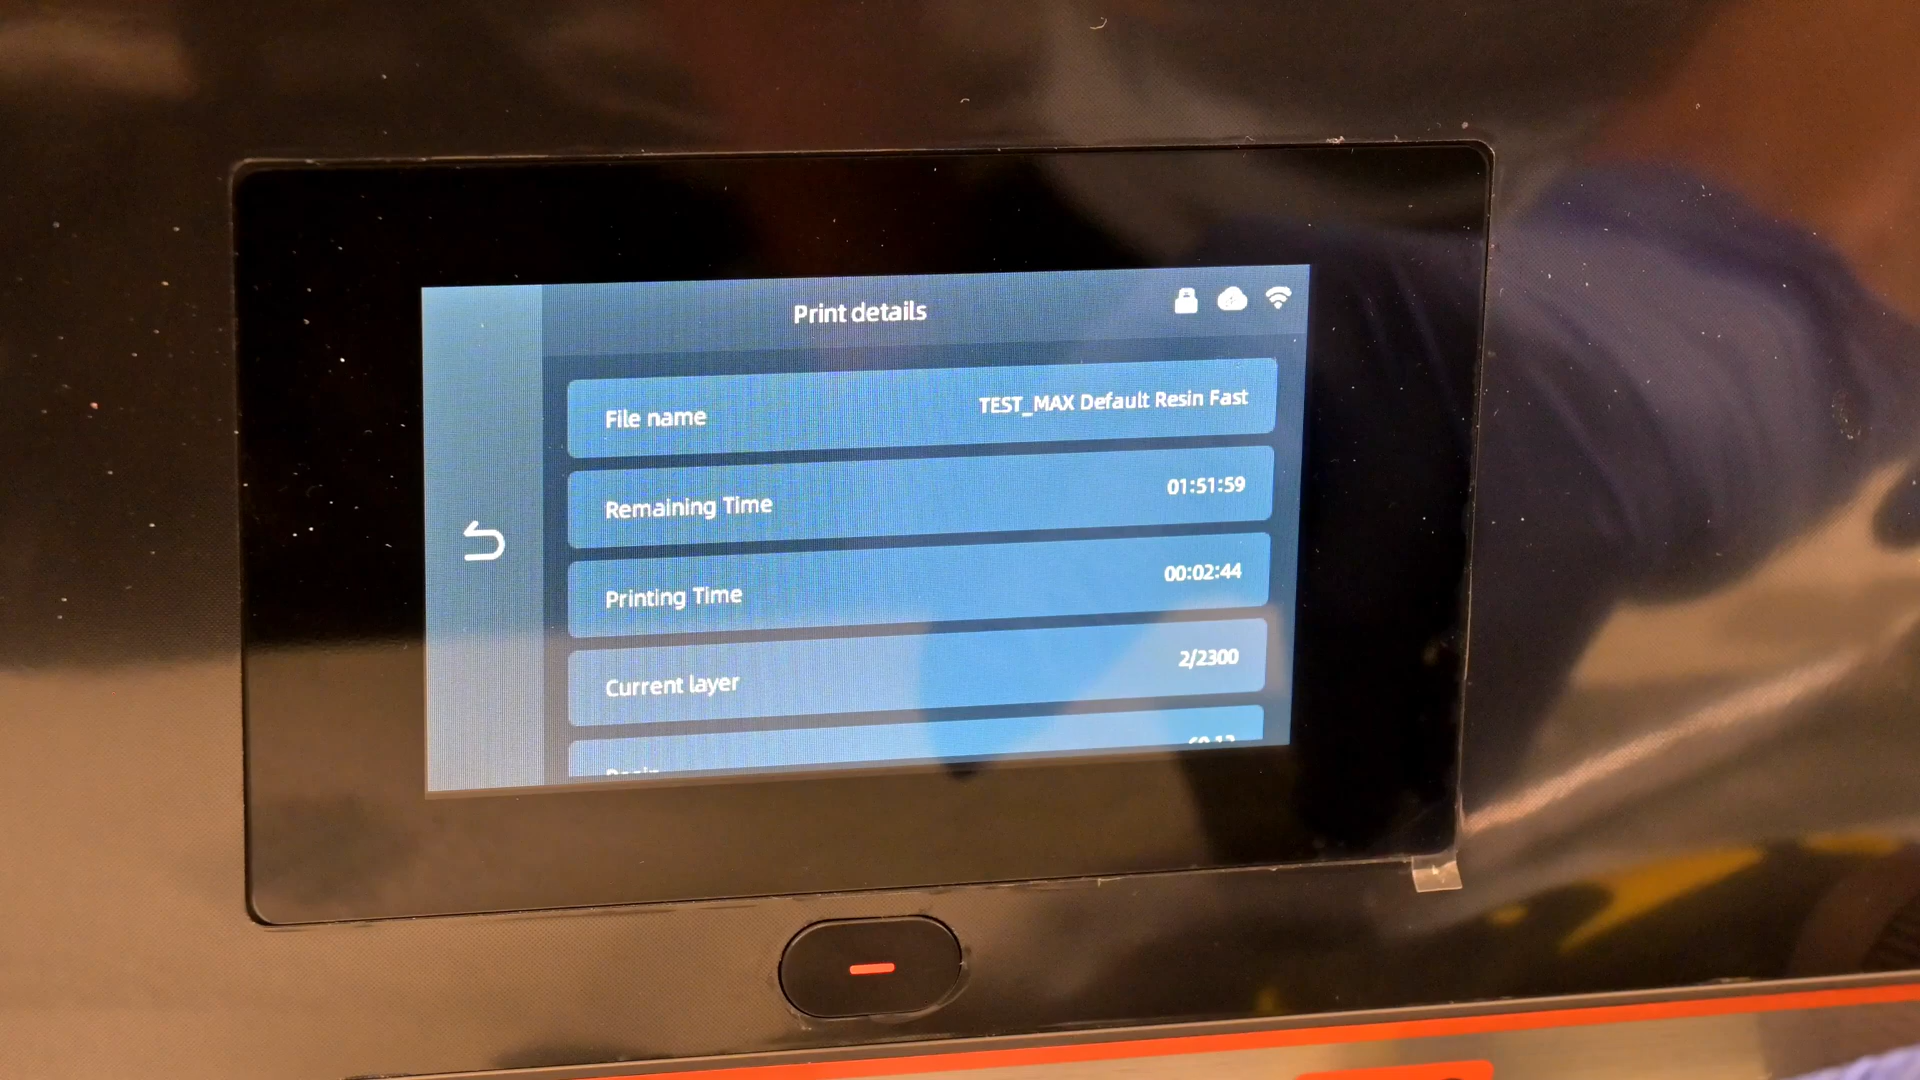 Print details
File name
TEST_MAX Default Resin Fast
Remaining Time
01:51:59
Printing Time
00:02:44
Current layer
2/2300